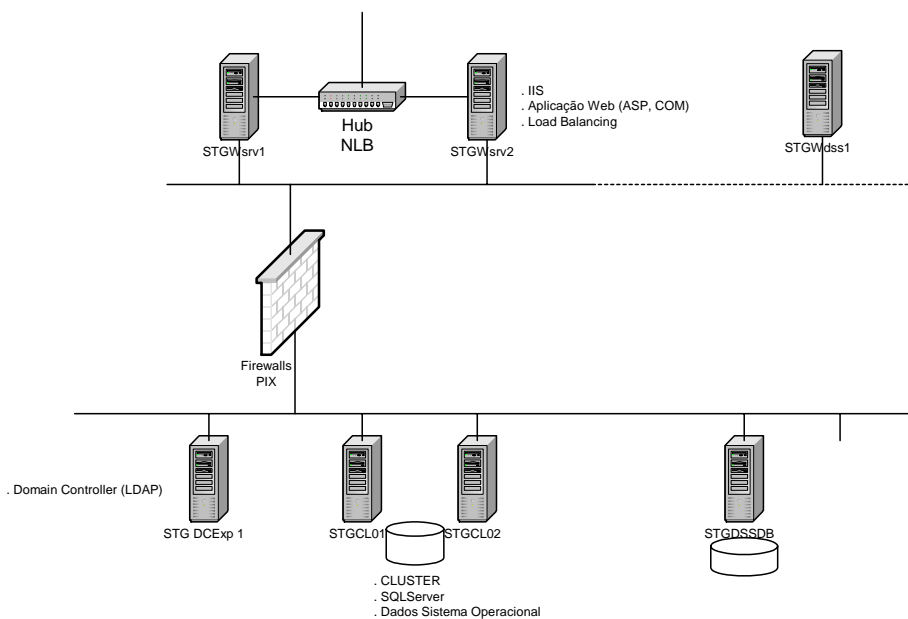 . IIS
. Aplicação Web (ASP, COM)
. Load Balancing
Hub
NLB
STGWsrv1
STGWsrv2
STGWdss1
Firewalls
PIX
. Domain Controller (LDAP)
STG DCExp 1
STGCL01
STGCL02
STGDSSDB
. CLUSTER
. SQLServer
. Dados Sistema Operacional